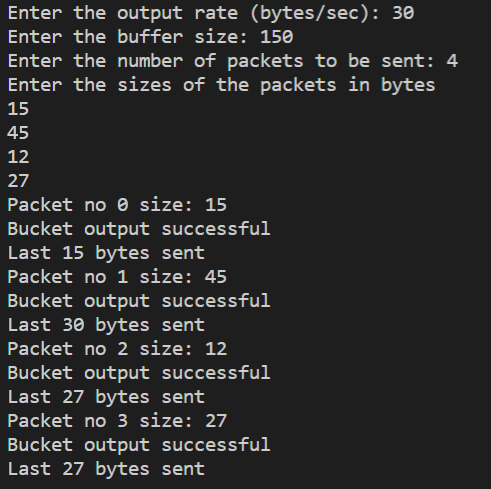 Enter the output rate (bytes/sec): 30
Enter the buffer size: 150
Enter the number of packets to be sent: 4
Enter the sizes of the packets in bytes
15
45
12
27
Packet no 0 size: 15
Bucket output successful
Last 15 bytes sent
Packet no 1 size: 45
Bucket output successful
Last 30 bytes sent
Packet no 2 size: 12
Bucket output successful
Last 27 bytes sent
Packet no 3 size: 27
Bucket output successful
Last 27 bytes sent